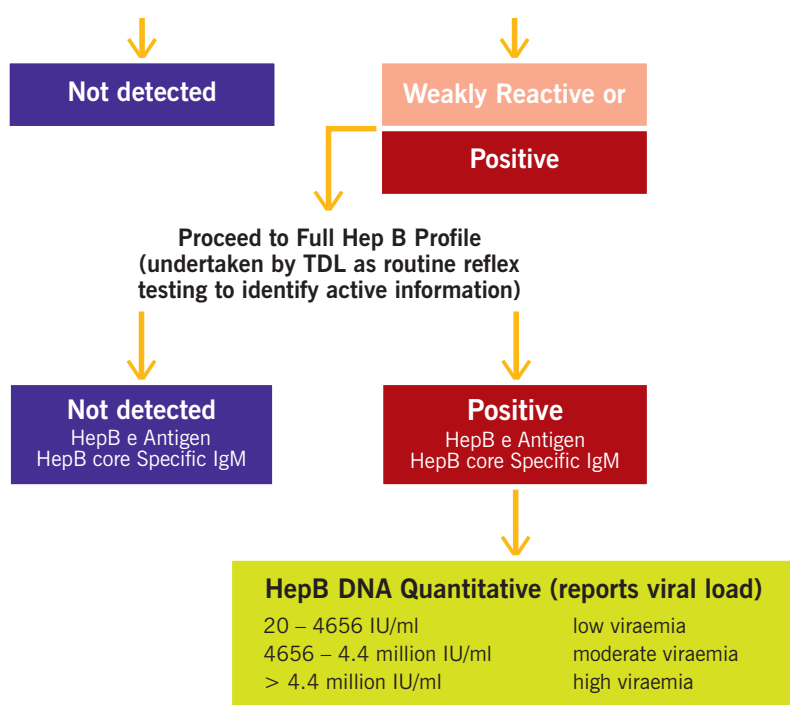 Not detected
Weakly Reactive or
Positive
Proceed to Full Hep B Profile
(undertaken by TDL as routine reflex
testing to identify active information)
Not detected
HepB e Antigen
HepB core Specific IgM
Positive
HepB e Antigen
HepB core Specific IgM
HepB DNA Quantitative (reports viral load)
20 – 4656 IU/ml low viraemia
4656 – 4.4 million IU/ml moderate viraemia
> 4.4 million IU/ml high viraemia